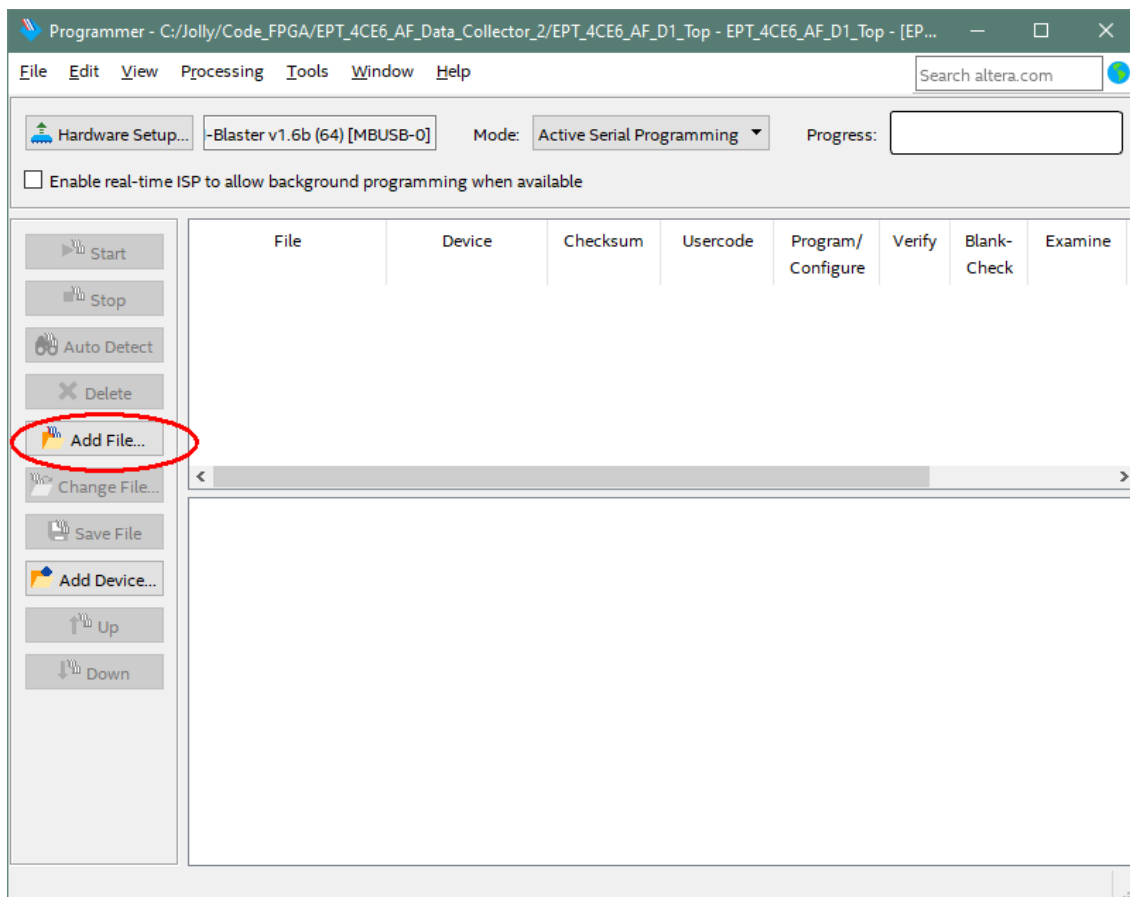 Programmer - C:/Jolly/Code_FPGA/EPT_4CE6_AF_Data_Collector_2/EPT_4CE6_AF_D1_Top - EPT_4CE6_AF_D1_Top - [EP...
File Edit View Processing Tools Window Help
Search altera.com
Hardware Setup... -Blaster v1.6b (64) [MBUSB-0] Mode: Active Serial Programming Progress:
Enable real-time ISP to allow background programming when available
File Device Checksum Usercode Program/ Verify Blank- Examine
Configure Check
Start
Stop
Auto Detect
Delete
Add File...
Change File...
Save File
Add Device...
Up
Down